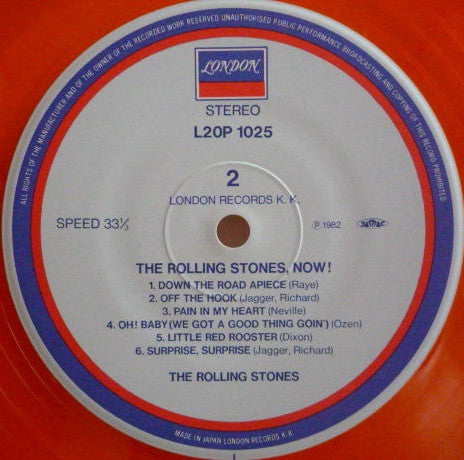 ALL RIGHTS OF THE MANUFACTURER AND OF THE OWNER OF THE RECORDED WORK RESERVED UNAUTHORISED PUBLIC PERFORMANCE BROADCASTING AND COPYING OF THIS RECORD PROHIBITED
LONDON
STEREO
L20P 1025
2
LONDON RECORDS K. K.
SPEED 33⅓
Ⓟ 1982
THE ROLLING STONES, NOW!
1. DOWN THE ROAD APIECE (Raye)
2. OFF THE HOOK (Jagger, Richard)
3. PAIN IN MY HEART (Neville)
4. OH! BABY (WE GOT A GOOD THING GOIN') (Ozen)
5. LITTLE RED ROOSTER (Dixon)
6. SURPRISE, SURPRISE (Jagger, Richard)
THE ROLLING STONES
MADE IN JAPAN LONDON RECORDS K. K.